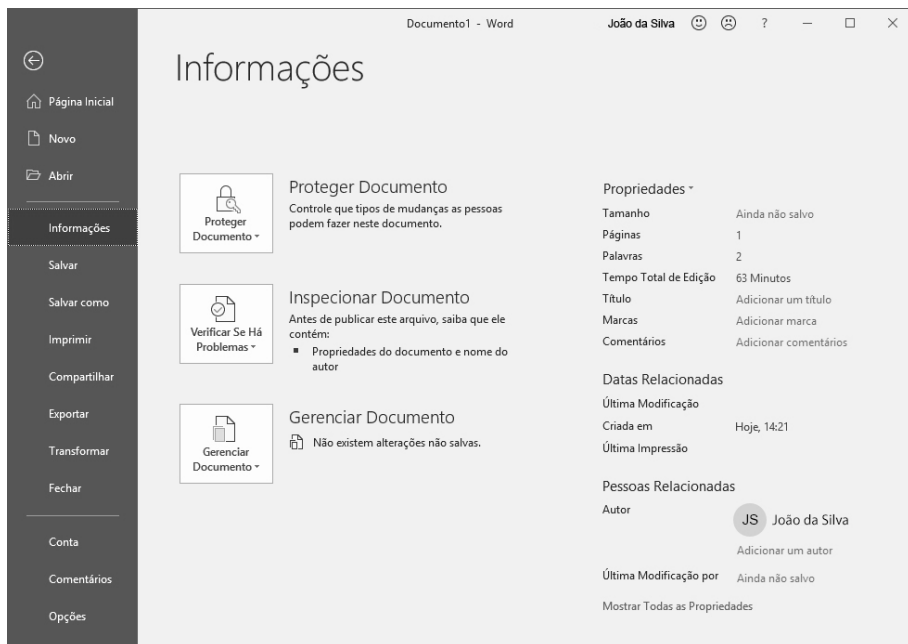 Documento1 - Word
João da Silva
?
Informações
Página Inicial
Novo
Abrir
Informações
Salvar
Salvar como
Imprimir
Compartilhar
Exportar
Transformar
Fechar
Conta
Comentários
Opções
Proteger
Documento
Proteger Documento
Controle que tipos de mudanças as pessoas
podem fazer neste documento.
Verificar Se Há
Problemas
Inspecionar Documento
Antes de publicar este arquivo, saiba que ele
contém:
Propriedades do documento e nome do
autor
Gerenciar
Documento
Gerenciar Documento
Não existem alterações não salvas.
Propriedades
Tamanho Ainda não salvo
Páginas 1
Palavras 2
Tempo Total de Edição 63 Minutos
Título Adicionar um título
Marcas Adicionar marca
Comentários Adicionar comentários
Datas Relacionadas
Última Modificação
Criada em Hoje, 14:21
Última Impressão
Pessoas Relacionadas
Autor
JS João da Silva
Adicionar um autor
Última Modificação por Ainda não salvo
Mostrar Todas as Propriedades